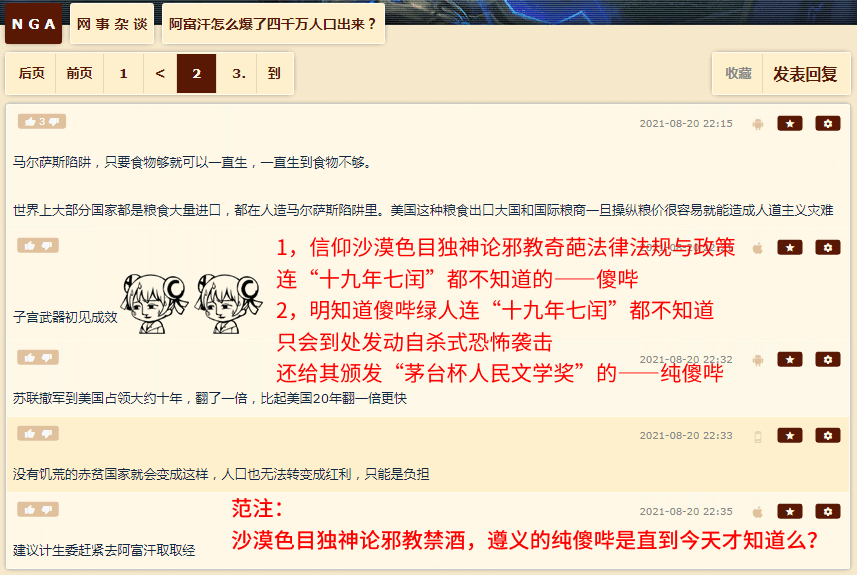 NGA 网事杂谈 阿富汗怎么爆了四千万人口出来？
后页 前页 1 < 2 3. 到 收藏 发表回复
3 2021-08-20 22:15
马尔萨斯陷阱，只要食物够就可以一直生，一直生到食物不够。
世界上大部分国家都是粮食大量进口，都在人造马尔萨斯陷阱里。美国这种粮食出口大国和国际粮商一旦操纵粮价很容易就能造成人道主义灾难
1，信仰沙漠色目独神论邪教奇葩法律法规与政策
连“十九年七闰”都不知道的——傻哔
2，明知道傻哔绿人连“十九年七闰”都不知道
子宫武器初见成效
只会到处发动自杀式恐怖袭击
2021-08-20 22:32
还给其颁发“茅台杯人民文学奖”的——纯傻哔
苏联撤军到美国占领大约十年，翻了一倍，比起美国20年翻一倍更快
2021-08-20 22:33
没有饥荒的赤贫国家就会变成这样，人口也无法转变成红利，只能是负担
范注：
2021-08-20 22:35
沙漠色目独神论邪教禁酒，遵义的纯傻哔是直到今天才知道么？
建议计生委赶紧去阿富汗取取经